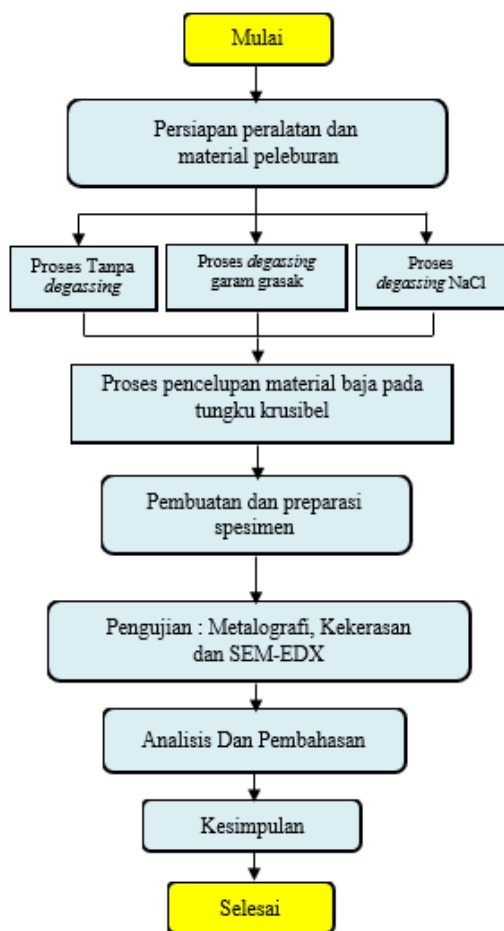 Mulai
Persiapan peralatan dan
material peleburan
Proses Tanpa
degassing
Proses degassing
garam grasak
Proses
degassing NaCl
Proses pencelupan material baja pada
tungku krusibel
Pembuatan dan preparasi
spesimen
Pengujian : Metalografi, Kekerasan
dan SEM-EDX
Analisis Dan Pembahasan
Kesimpulan
Selesai